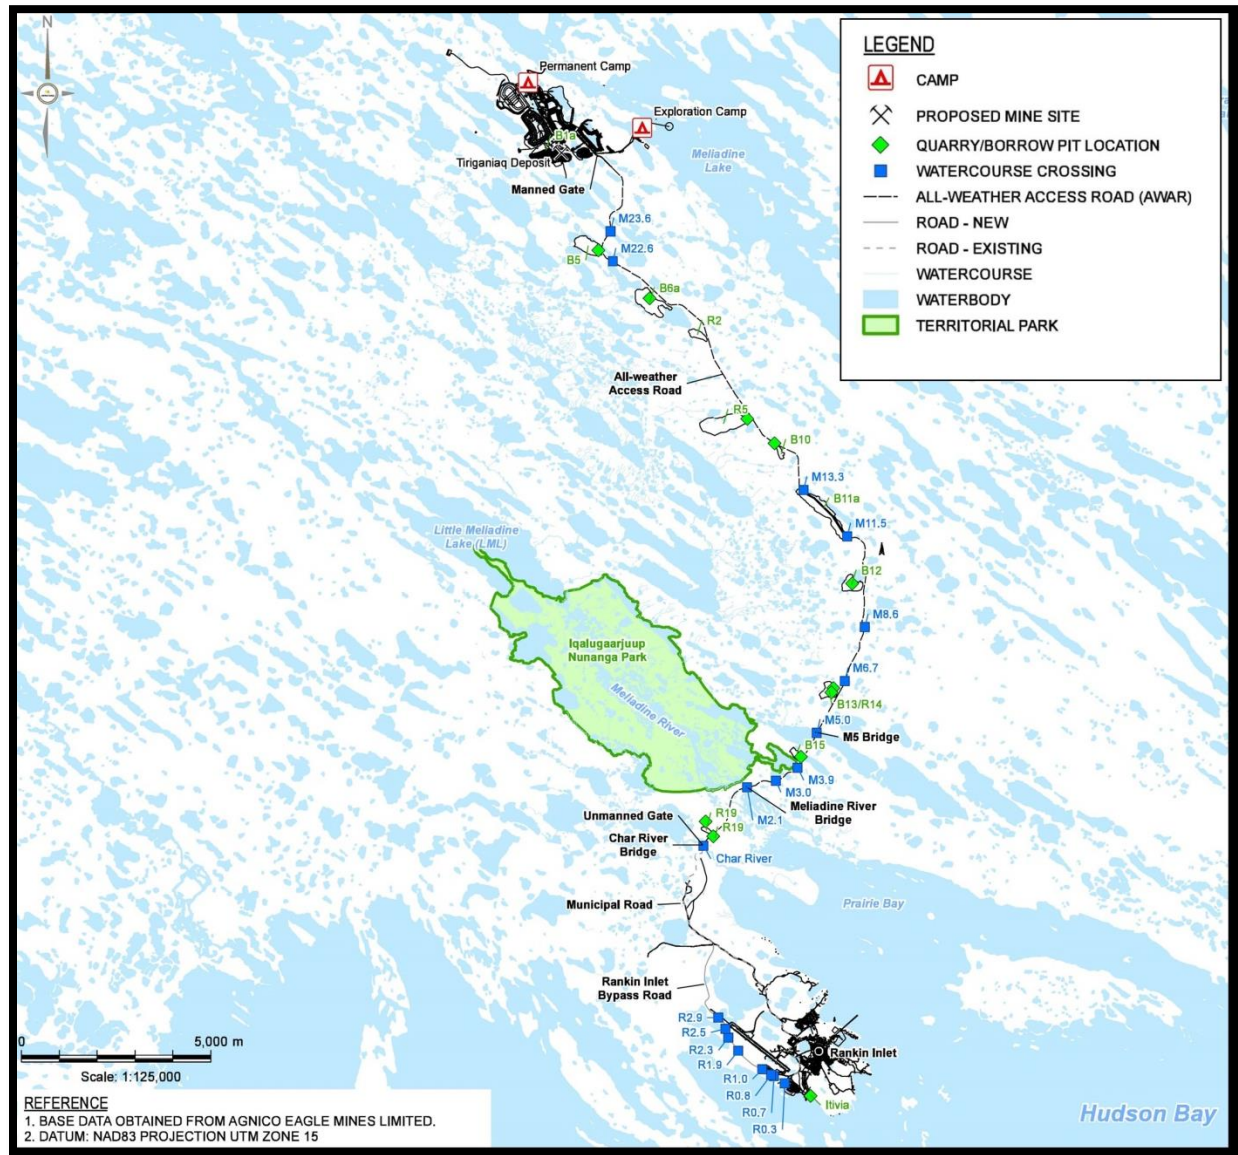 N
LEGEND
CAMP
PROPOSED MINE SITE
QUARRY/BORROW PIT LOCATION
WATERCOURSE CROSSING
ALL-WEATHER ACCESS ROAD (AWAR)
ROAD - NEW
ROAD - EXISTING
WATERCOURSE
WATERBODY
TERRITORIAL PARK
Permanent Camp
Exploration Camp
B1a
Tiriganiaq Deposit
Meliadine
Lake
Manned Gate
M23.6
M22.6
B5
B6a
R2
All-weather
Access Road
R5
B10
M13.3
B11a
M11.5
Little Meliadine
Lake (LML)
B12
M8.6
Iqalugaarjuup
Nunanga Park
M6.7
Meliadine River
B13/R14
M5.0
M5 Bridge
B15
M3.9
M3.0
Meliadine River
Bridge
M2.1
Unmanned Gate
R19
R19
Char River
Bridge
Char River
Municipal Road
Prairie Bay
Rankin Inlet
Bypass Road
R2.9
R2.5
R2.3
R1.9
R1.0
R0.8
R0.7
R0.3
Rankin Inlet
Itivia
Hudson Bay
0
5,000 m
Scale: 1:125,000
REFERENCE
1. BASE DATA OBTAINED FROM AGNICO EAGLE MINES LIMITED.
2. DATUM: NAD83 PROJECTION UTM ZONE 15